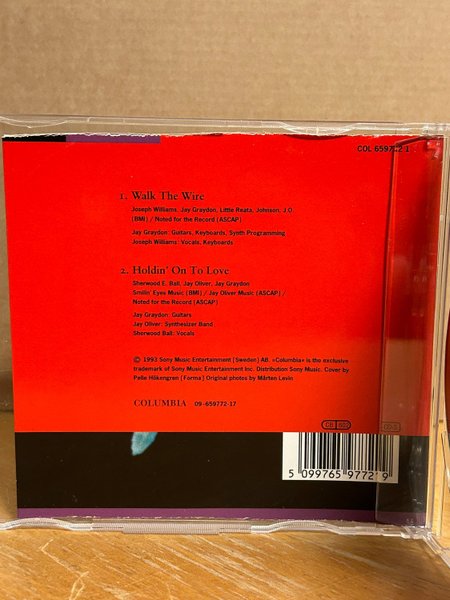 COL 659772 1
1. Walk The Wire
Joseph Williams, Jay Graydon, Little Reata, Johnson, J.O.
(BMI) / Noted for the Record (ASCAP)
Jay Graydon: Guitars, Keyboards, Synth Programming
Joseph Williams: Vocals, Keyboards
2. Holdin' On To Love
Sherwood E. Ball, Jay Oliver, Jay Graydon
Smilin' Eyes Music (BMI) / Jay Oliver Music (ASCAP) /
Noted for the Record (ASCAP)
Jay Graydon: Guitars
Jay Oliver: Synthesizer Band
Sherwood Ball: Vocals
© 1993 Sony Music Entertainment (Sweden) AB. »Columbia« is the exclusive
trademark of Sony Music Entertainment Inc. Distribution Sony Music. Cover by
Pelle Håkengren (Forma) Original photos by Mårten Levin
COLUMBIA 09-659772-17
5 099765 977219